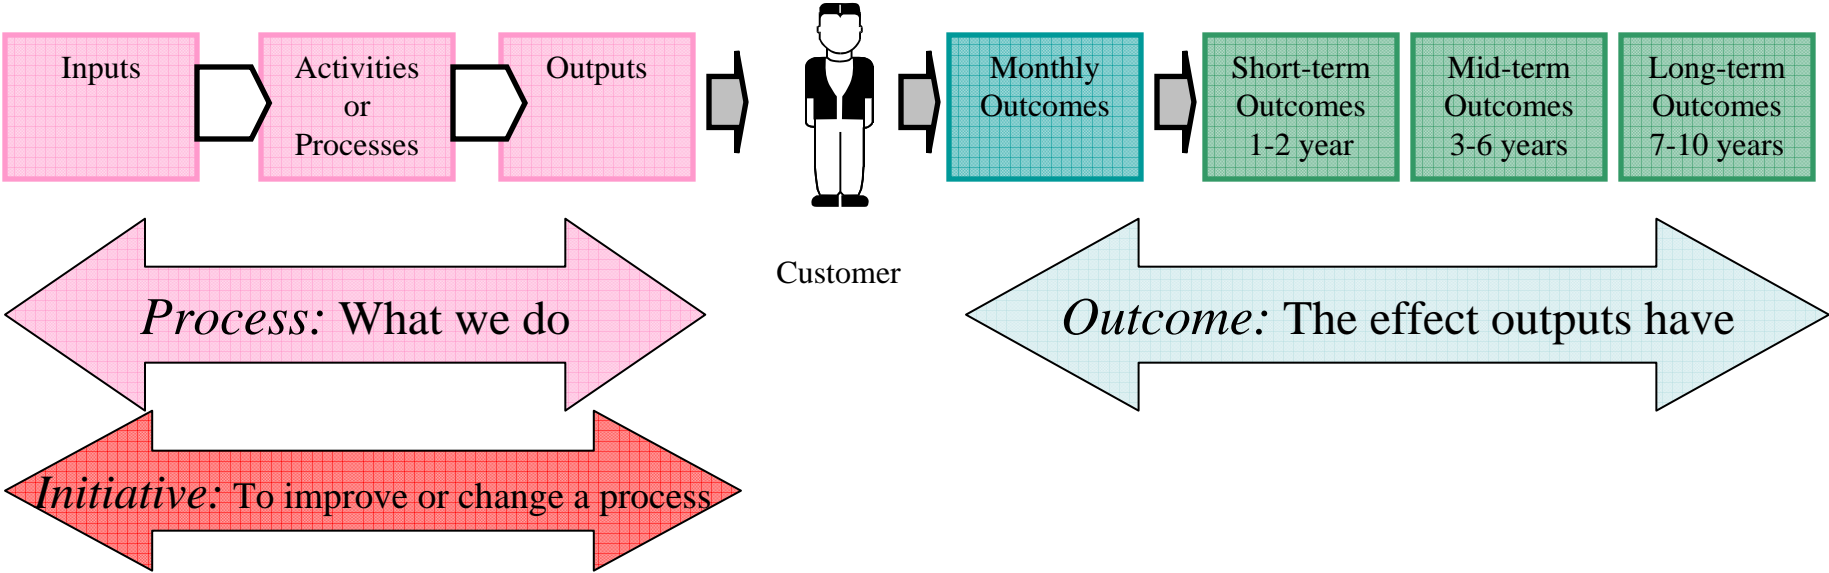 Inputs
Activities
or
Processes
Outputs
Monthly
Outcomes
Short-term
Outcomes
1-2 year
Mid-term
Outcomes
3-6 years
Long-term
Outcomes
7-10 years
Customer
Process: What we do
Outcome: The effect outputs have
Initiative: To improve or change a process